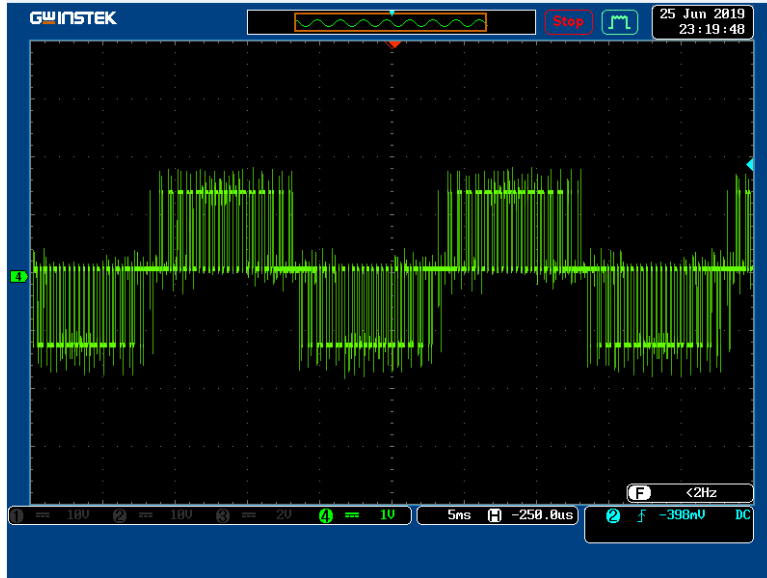 GWINSTEK
Stop
25 Jun 2019
23:19:48
4
F <2Hz
1 10V 2 10V 3 2V 4 1V
5ms H -250.0us
2 -398mV DC